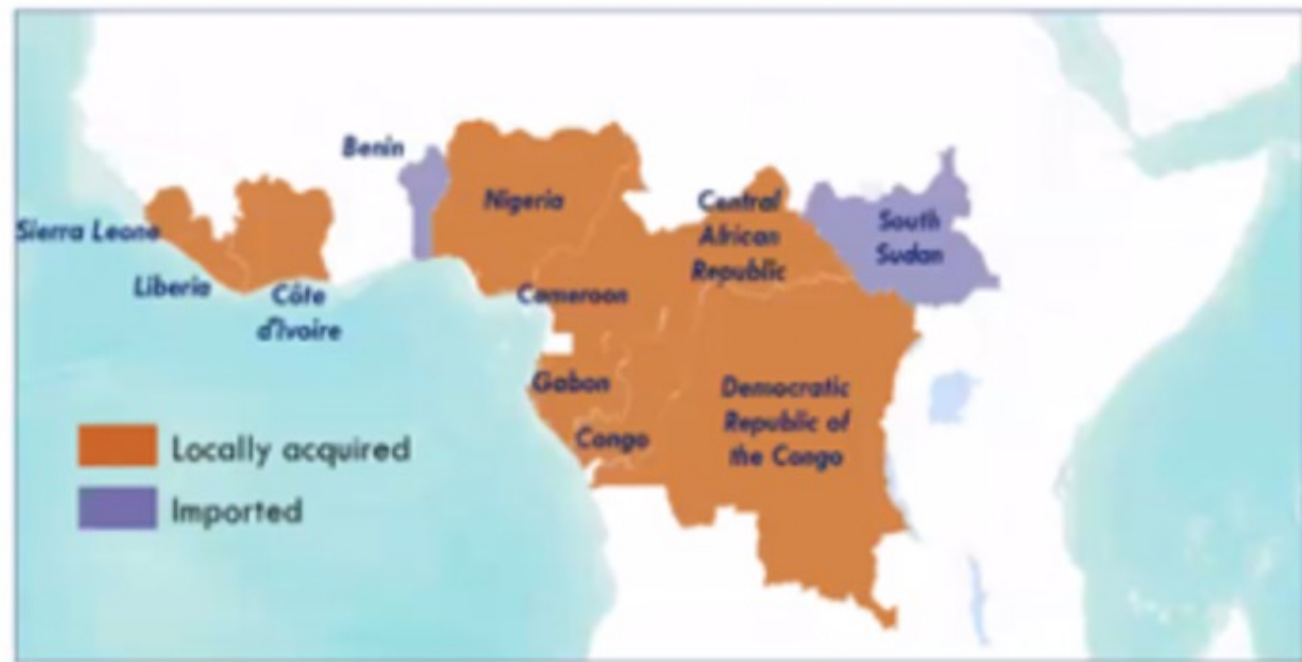 Benin
Nigeria
Central
African
Republic
South
Sudan
Sierra Leone
Liberia
Côte
d'Ivoire
Cameroon
Gabon
Congo
Democratic
Republic of
the Congo
Locally acquired
Imported